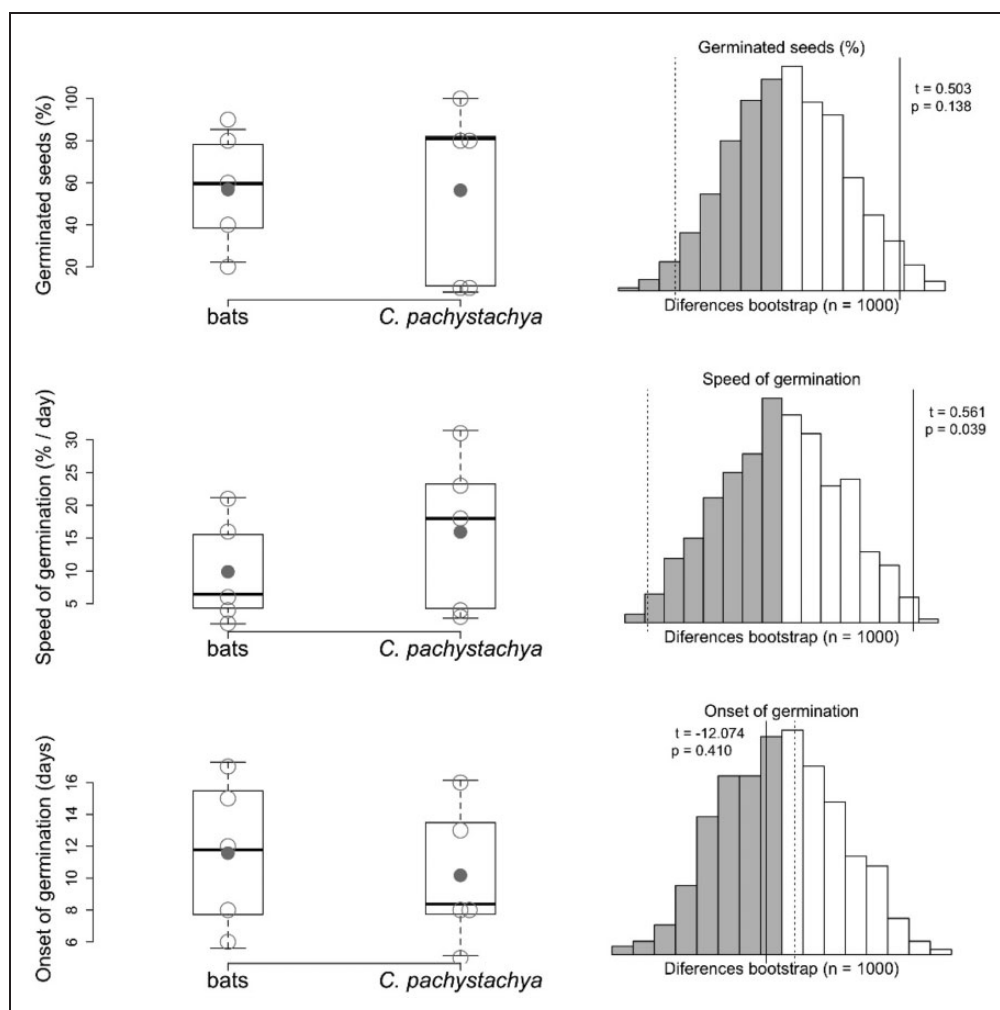 Germinated seeds (%)
100
80
60
40
20
bats
C. pachystachya
Germinated seeds (%)
t = 0.503
p = 0.138
Diferences bootstrap (n = 1000)
Speed of germination (% / day)
30
25
20
15
10
5
bats
C. pachystachya
Speed of germination
t = 0.561
p = 0.039
Diferences bootstrap (n = 1000)
Onset of germination (days)
16
14
12
10
8
6
bats
C. pachystachya
Onset of germination
t = -12.074
p = 0.410
Diferences bootstrap (n = 1000)